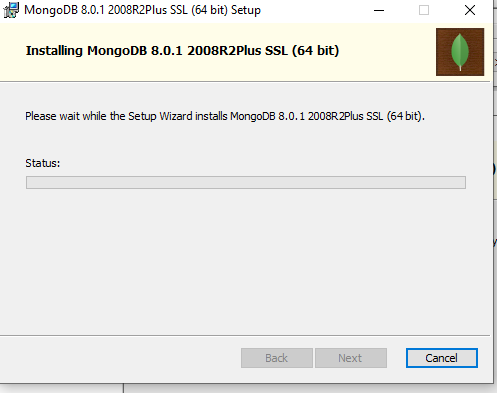 MongoDB 8.0.1 2008R2Plus SSL (64 bit) Setup
Installing MongoDB 8.0.1 2008R2Plus SSL (64 bit)
Please wait while the Setup Wizard installs MongoDB 8.0.1 2008R2Plus SSL (64 bit).
Status:
Back
Next
Cancel